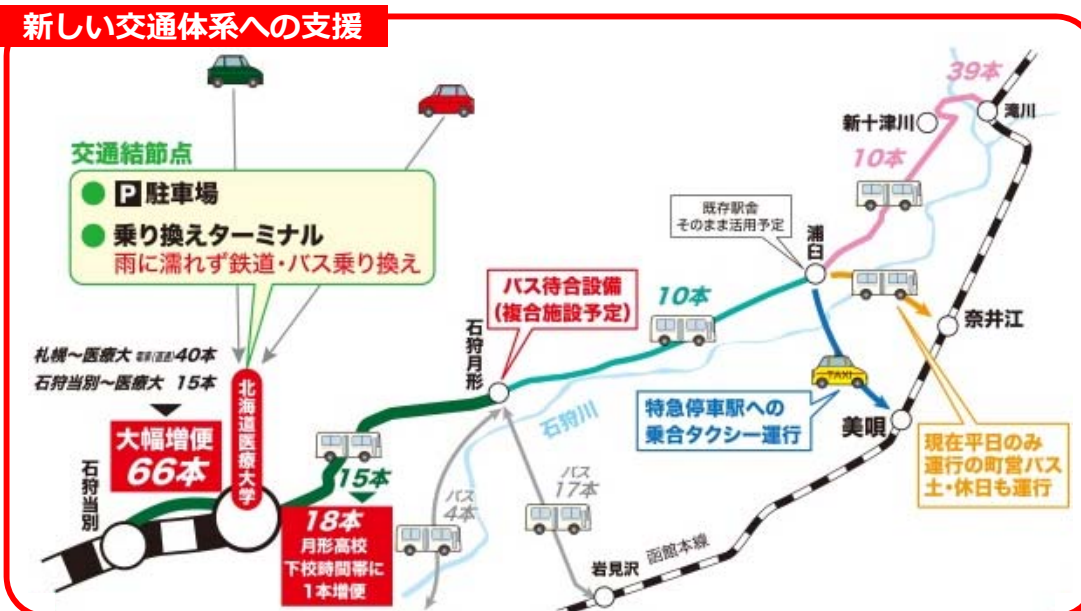 新しい交通体系への支援
交通結節点
P 駐車場
乗り換えターミナル
雨に濡れず鉄道・バス乗り換え
札幌～医療大 電車(直通)40本
石狩当別～医療大 15本
大幅増便
66本
石狩当別
北海道医療大学
15本
18本
月形高校
下校時間帯に
1本増便
石狩月形
バス待合設備
(複合施設予定)
バス
4本
バス
17本
岩見沢
函館本線
石狩川
10本
既存駅舎
そのまま活用予定
浦臼
特急停車駅への
乗合タクシー運行
TAXI
美唄
奈井江
現在平日のみ
運行の町営バス
土・休日も運行
10本
新十津川
39本
滝川